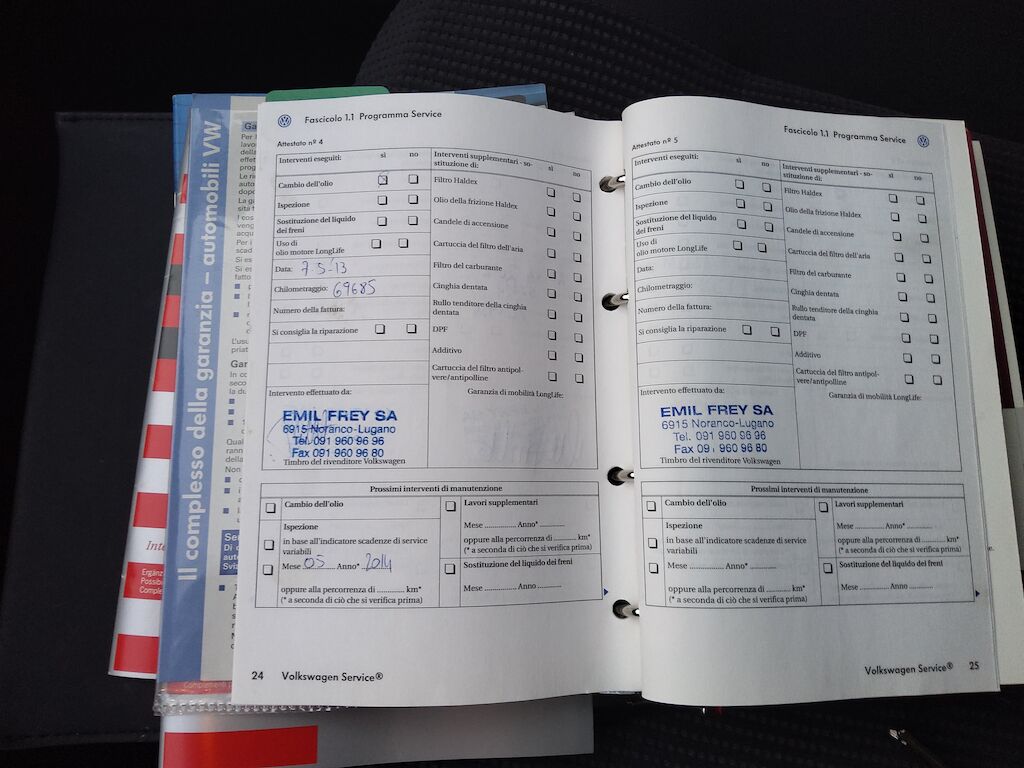 Il complesso della garanzia – automobili VW
Fascicolo 1.1 Programma Service
Attestato nº 4
Interventi eseguiti: sì no
Cambio dell'olio
Ispezione
Sostituzione del liquido
dei freni
Uso di
olio motore LongLife
Data: 7.5.13
Chilometraggio: 69685
Numero della fattura:
Si consiglia la riparazione
Interventi supplementari - so-
stituzione di: sì no
Filtro Haldex
Olio della frizione Haldex
Candele di accensione
Cartuccia del filtro dell'aria
Filtro del carburante
Cinghia dentata
Rullo tenditore della cinghia
dentata
DPF
Additivo
Cartuccia del filtro antipol-
vere/antipolline
Intervento effettuato da:
EMIL FREY SA
6915 Noranco-Lugano
Tel. 091 960 96 96
Fax 091 960 96 80
Timbro del rivenditore Volkswagen
Garanzia di mobilità LongLife:
Prossimi interventi di manutenzione
Cambio dell'olio
Ispezione
in base all'indicatore scadenze di service
variabili
Mese 05 Anno* 2014
oppure alla percorrenza di ............ km*
(* a seconda di ciò che si verifica prima)
Lavori supplementari
Mese ............... Anno* ............
oppure alla percorrenza di ............ km*
(* a seconda di ciò che si verifica prima)
Sostituzione del liquido dei freni
Mese ............... Anno ............
24 Volkswagen Service®
Fascicolo 1.1 Programma Service
Attestato nº 5
Interventi eseguiti: sì no
Cambio dell'olio
Ispezione
Sostituzione del liquido
dei freni
Uso di
olio motore LongLife
Data:
Chilometraggio:
Numero della fattura:
Si consiglia la riparazione
Interventi supplementari - so-
stituzione di: sì no
Filtro Haldex
Olio della frizione Haldex
Candele di accensione
Cartuccia del filtro dell'aria
Filtro del carburante
Cinghia dentata
Rullo tenditore della cinghia
dentata
DPF
Additivo
Cartuccia del filtro antipol-
vere/antipolline
Intervento effettuato da:
EMIL FREY SA
6915 Noranco-Lugano
Tel. 091 960 96 96
Fax 091 960 96 80
Timbro del rivenditore Volkswagen
Garanzia di mobilità LongLife:
Prossimi interventi di manutenzione
Cambio dell'olio
Ispezione
in base all'indicatore scadenze di service
variabili
Mese ............... Anno* ............
oppure alla percorrenza di ............ km*
(* a seconda di ciò che si verifica prima)
Lavori supplementari
Mese ............... Anno* ............
oppure alla percorrenza di ............ km*
(* a seconda di ciò che si verifica prima)
Sostituzione del liquido dei freni
Mese ............... Anno ............
Volkswagen Service® 25